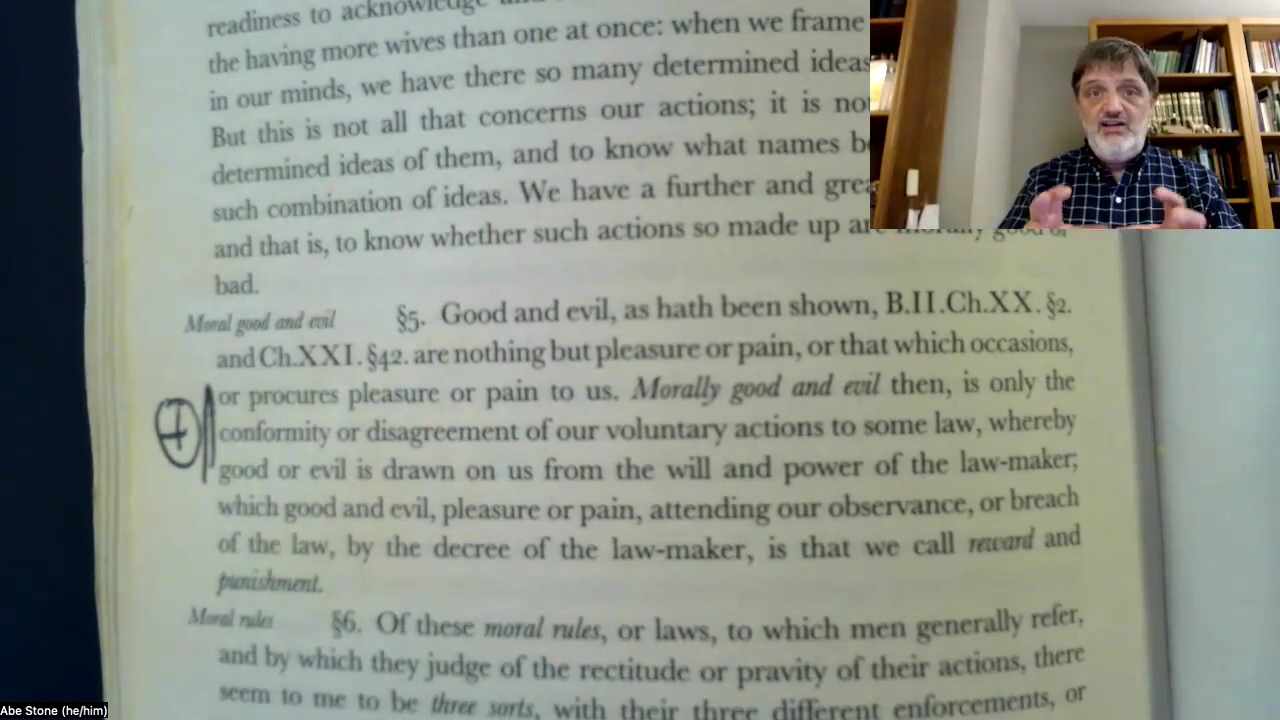 readiness to acknowledge
the having more wives than one at once: when we frame
in our minds, we have there so many determined ideas
But this is not all that concerns our actions; it is no
determined ideas of them, and to know what names b
such combination of ideas. We have a further and grea
and that is, to know whether such actions so made up are morally good or
bad.
Moral good and evil §5. Good and evil, as hath been shown, B.II.Ch.XX. §2.
and Ch.XXI. §42. are nothing but pleasure or pain, or that which occasions,
or procures pleasure or pain to us. Morally good and evil then, is only the
conformity or disagreement of our voluntary actions to some law, whereby
good or evil is drawn on us from the will and power of the law-maker;
which good and evil, pleasure or pain, attending our observance, or breach
of the law, by the decree of the law-maker, is that we call reward and
punishment.
Moral rules §6. Of these moral rules, or laws, to which men generally refer,
and by which they judge of the rectitude or pravity of their actions, there
seem to me to be three sorts, with their three different enforcements, or
Abe Stone (he/him)